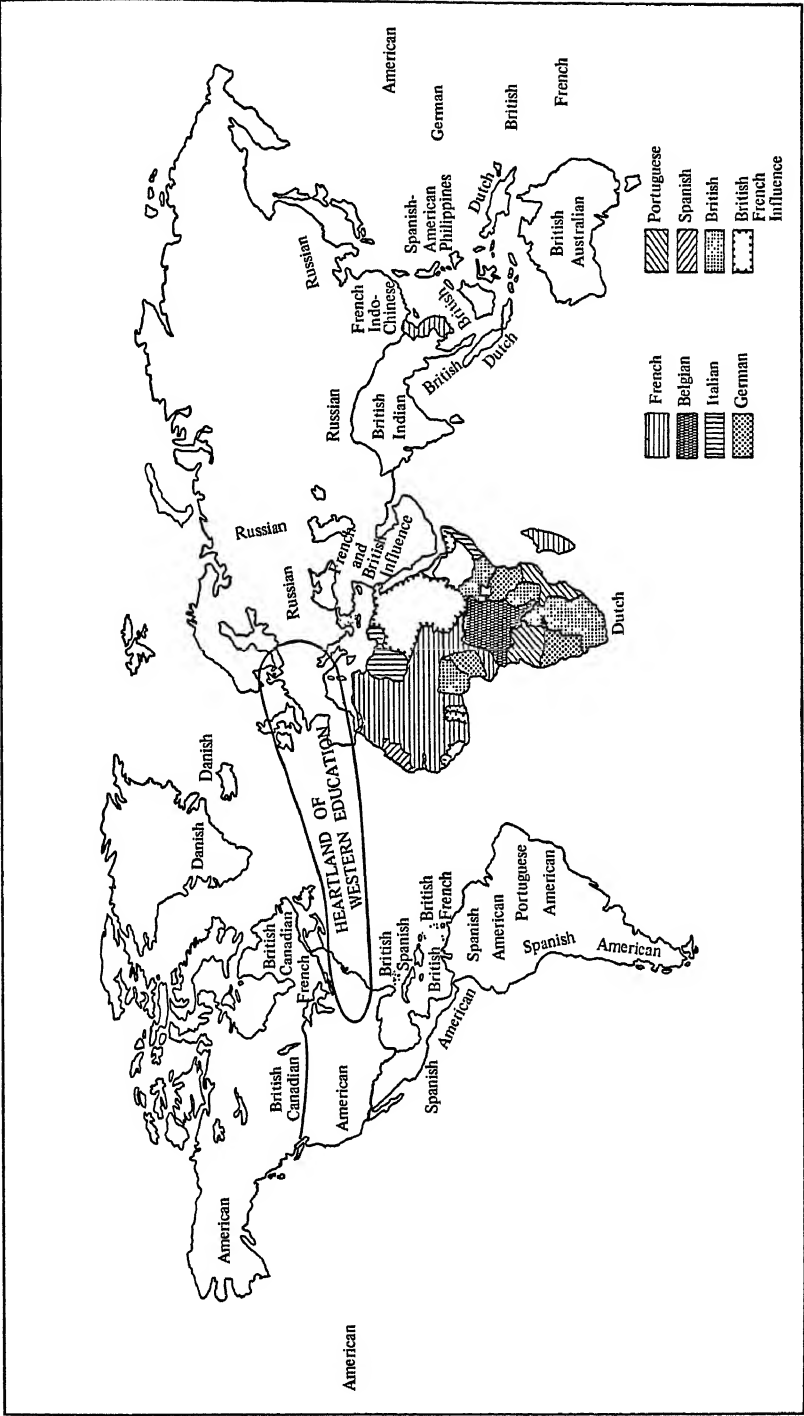 American
American
British
Canadian
British
Canadian
French
American
Danish
Danish
HEARTLAND OF
WESTERN EDUCATION
British
Spanish
British
French
British
Spanish
American
Spanish
American
Portuguese
American
Spanish
American
Russian
Russian
Russian
Russian
French
and
British
Influence
British
Indian
French
Indo-
Chinese
Spanish-
American
Philippines
British
British
Dutch
Dutch
Dutch
British
Australian
American
German
British
French
French
Belgian
Italian
German
Portuguese
Spanish
British
British
French
Influence